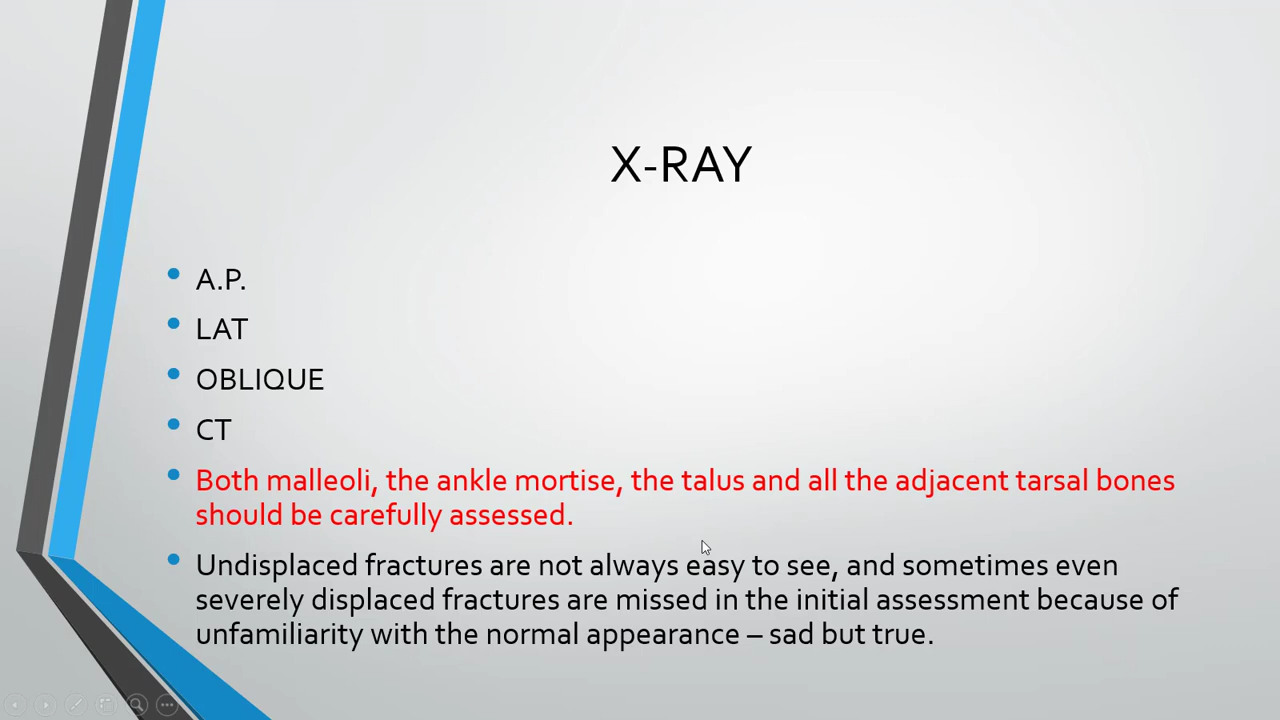 X-RAY
• A.P.
• LAT
• OBLIQUE
• CT
• Both malleoli, the ankle mortise, the talus and all the adjacent tarsal bones
should be carefully assessed.
• Undisplaced fractures are not always easy to see, and sometimes even
severely displaced fractures are missed in the initial assessment because of
unfamiliarity with the normal appearance – sad but true.